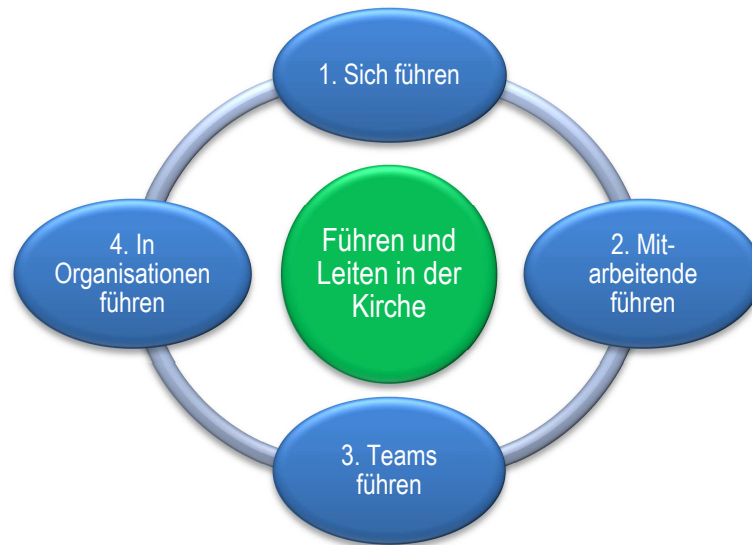 1. Sich führen
Führen und
Leiten in der
Kirche
2. Mit-
arbeitende
führen
3. Teams
führen
4. In
Organisationen
führen